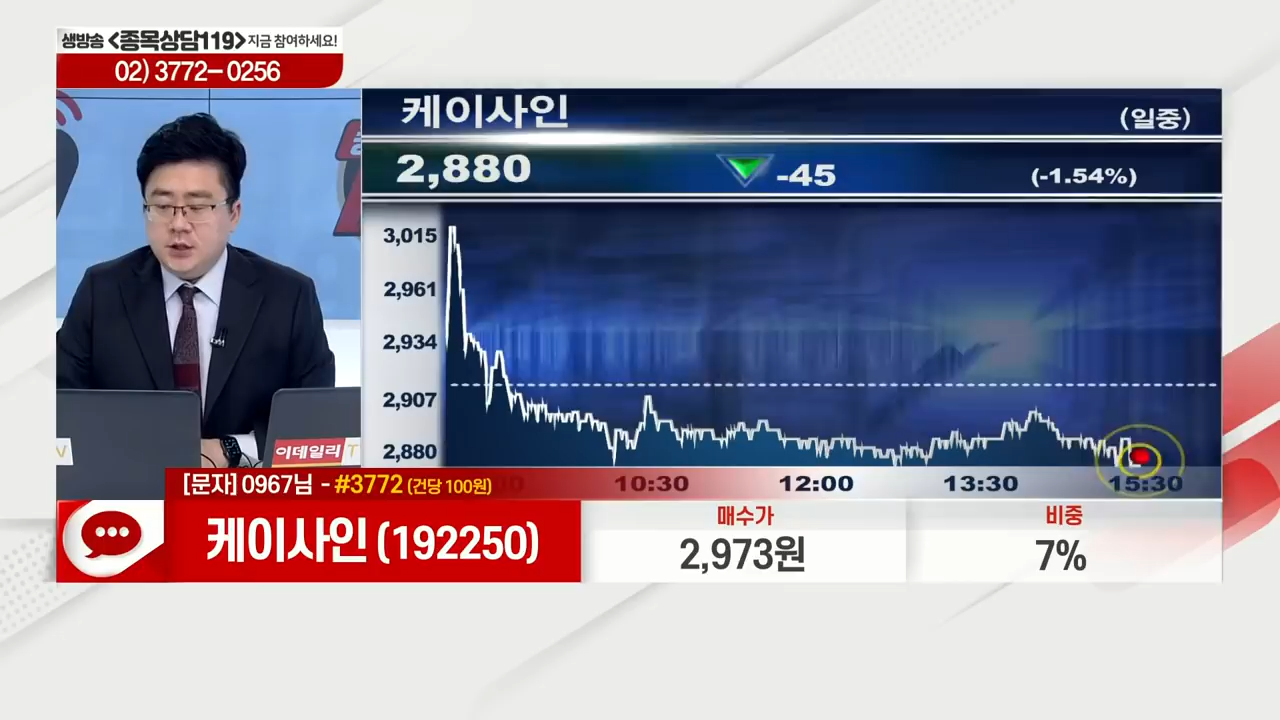 생방송 <종목상담119> 지금 참여하세요!
02) 3772-0256
케이사인
(일중)
2,880
-45
(-1.54%)
3,015
2,961
2,934
2,907
2,880
10:30
12:00
13:30
15:30
이데일리 T
[문자] 0967님 - #3772 (건당 100원)
케이사인 (192250)
매수가
2,973원
비중
7%